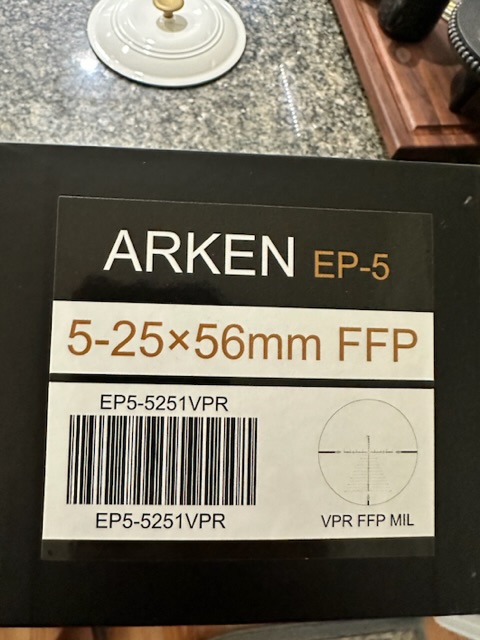 ARKEN EP-5
5-25×56mm FFP
EP5-5251VPR
EP5-5251VPR
VPR FFP MIL